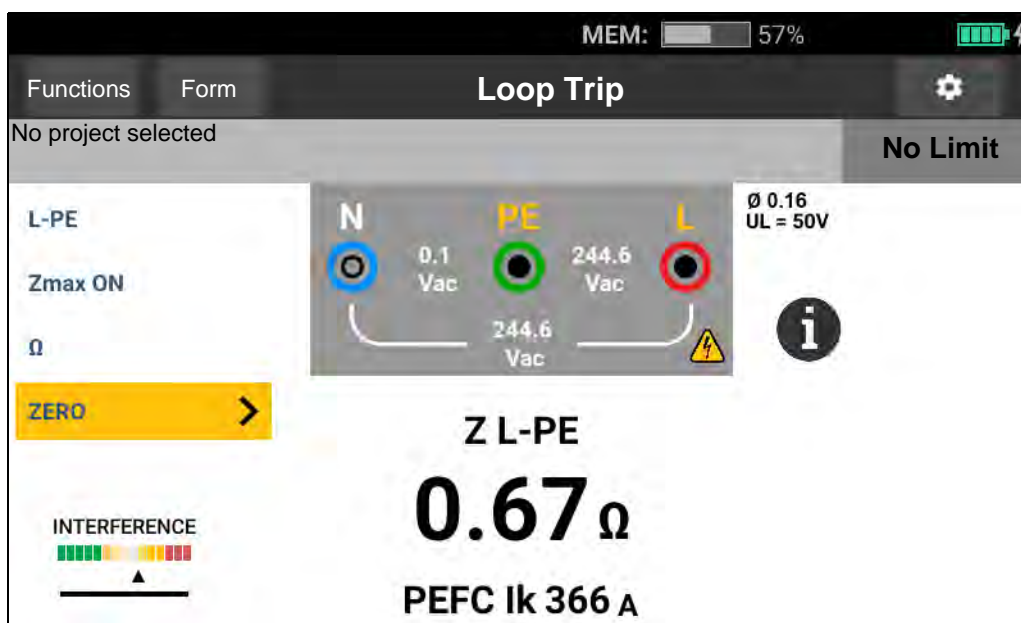 MEM: 57%
Functions Form Loop Trip
No project selected
No Limit
L-PE
Zmax ON
Ω
ZERO
INTERFERENCE
N PE L
0.1 Vac
244.6 Vac
244.6 Vac
Ø 0.16
UL = 50V
i
Z L-PE
0.67 Ω
PEFC Ik 366 A